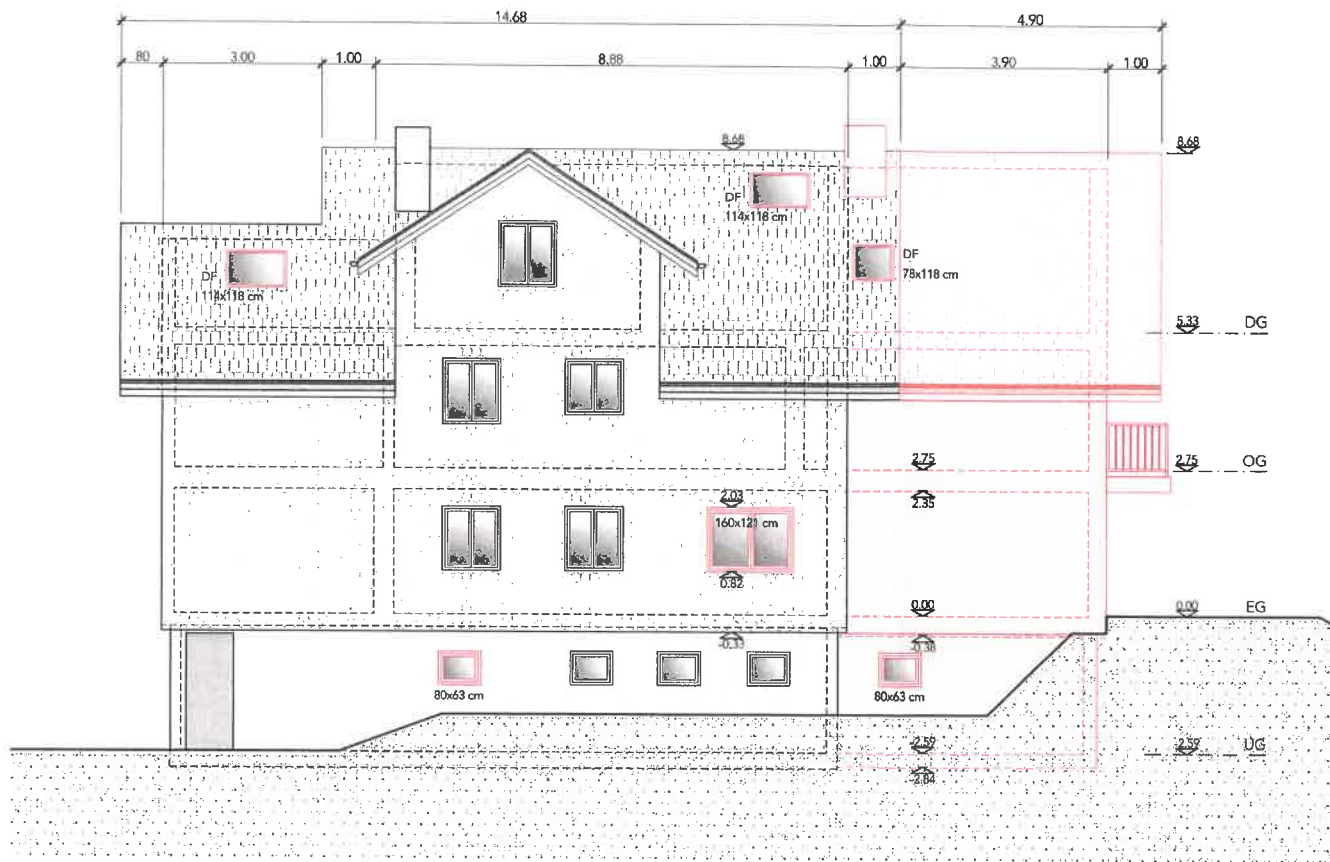 14.68 4.90
80 3.00 1.00 8.88 1.00 3.90 1.00
8.68 8.68
DF
114x118 cm
DF
78x118 cm
DF
114x118 cm
5.33 DG
2.75 2.75 OG
2.35
2.03
160x121 cm
0.82
0.00 0.00 EG
-0.33 -0.38
80x63 cm 80x63 cm
-2.59 -2.59 UG
-2.84